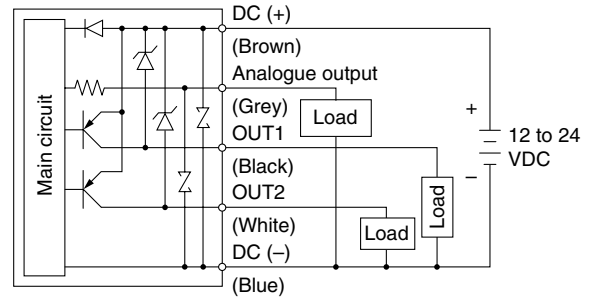 DC (+)
(Brown)
Analogue output
(Grey)
Load
OUT1
(Black)
OUT2
(White)
DC (–)
(Blue)
Main circuit
Load
Load
+
12 to 24
VDC
–